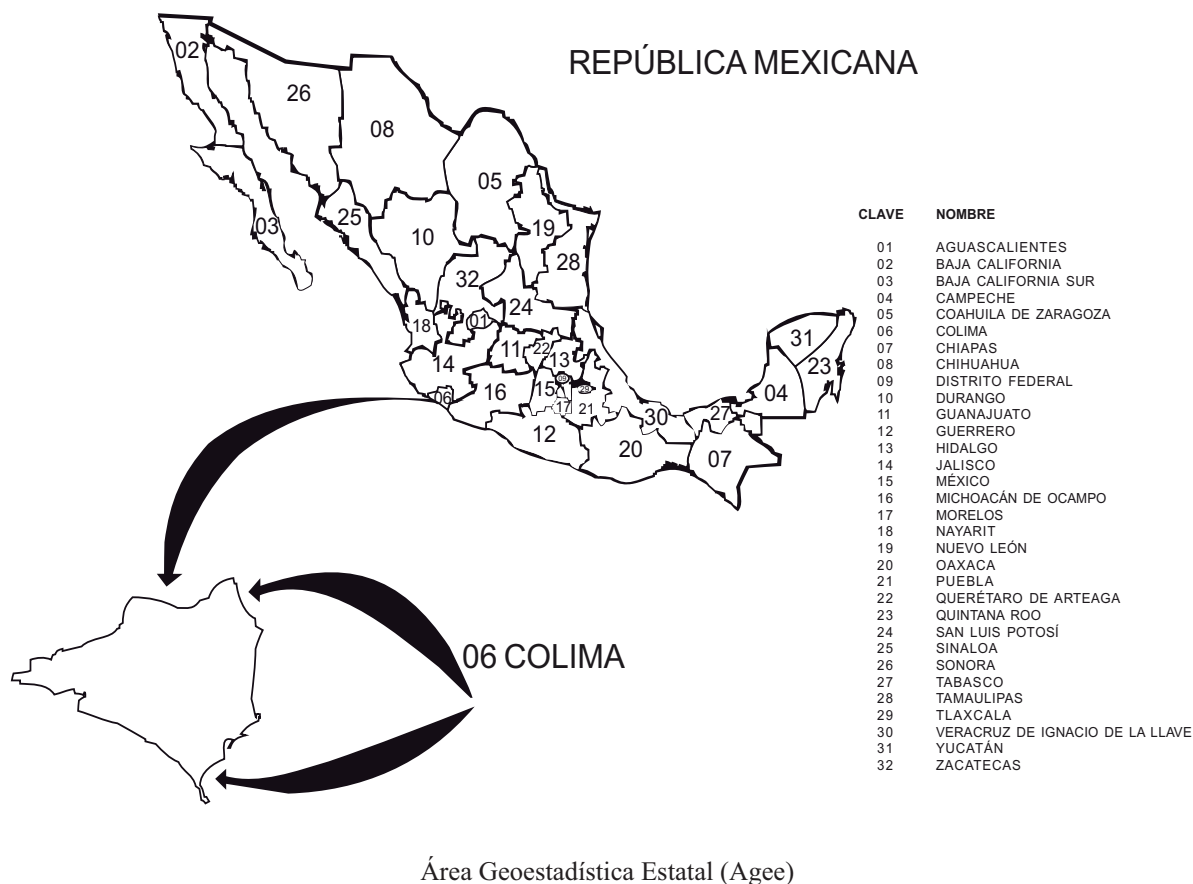 REPÚBLICA MEXICANA
02
26
08
05
03
25
10
19
28
32
24
18
01
14
11
22
13
31
23
06
16
15
09
29
04
17
21
30
27
12
20
07
06 COLIMA
CLAVE NOMBRE
01 AGUASCALIENTES
02 BAJA CALIFORNIA
03 BAJA CALIFORNIA SUR
04 CAMPECHE
05 COAHUILA DE ZARAGOZA
06 COLIMA
07 CHIAPAS
08 CHIHUAHUA
09 DISTRITO FEDERAL
10 DURANGO
11 GUANAJUATO
12 GUERRERO
13 HIDALGO
14 JALISCO
15 MÉXICO
16 MICHOACÁN DE OCAMPO
17 MORELOS
18 NAYARIT
19 NUEVO LEÓN
20 OAXACA
21 PUEBLA
22 QUERÉTARO DE ARTEAGA
23 QUINTANA ROO
24 SAN LUIS POTOSÍ
25 SINALOA
26 SONORA
27 TABASCO
28 TAMAULIPAS
29 TLAXCALA
30 VERACRUZ DE IGNACIO DE LA LLAVE
31 YUCATÁN
32 ZACATECAS
Área Geoestadística Estatal (Agee)